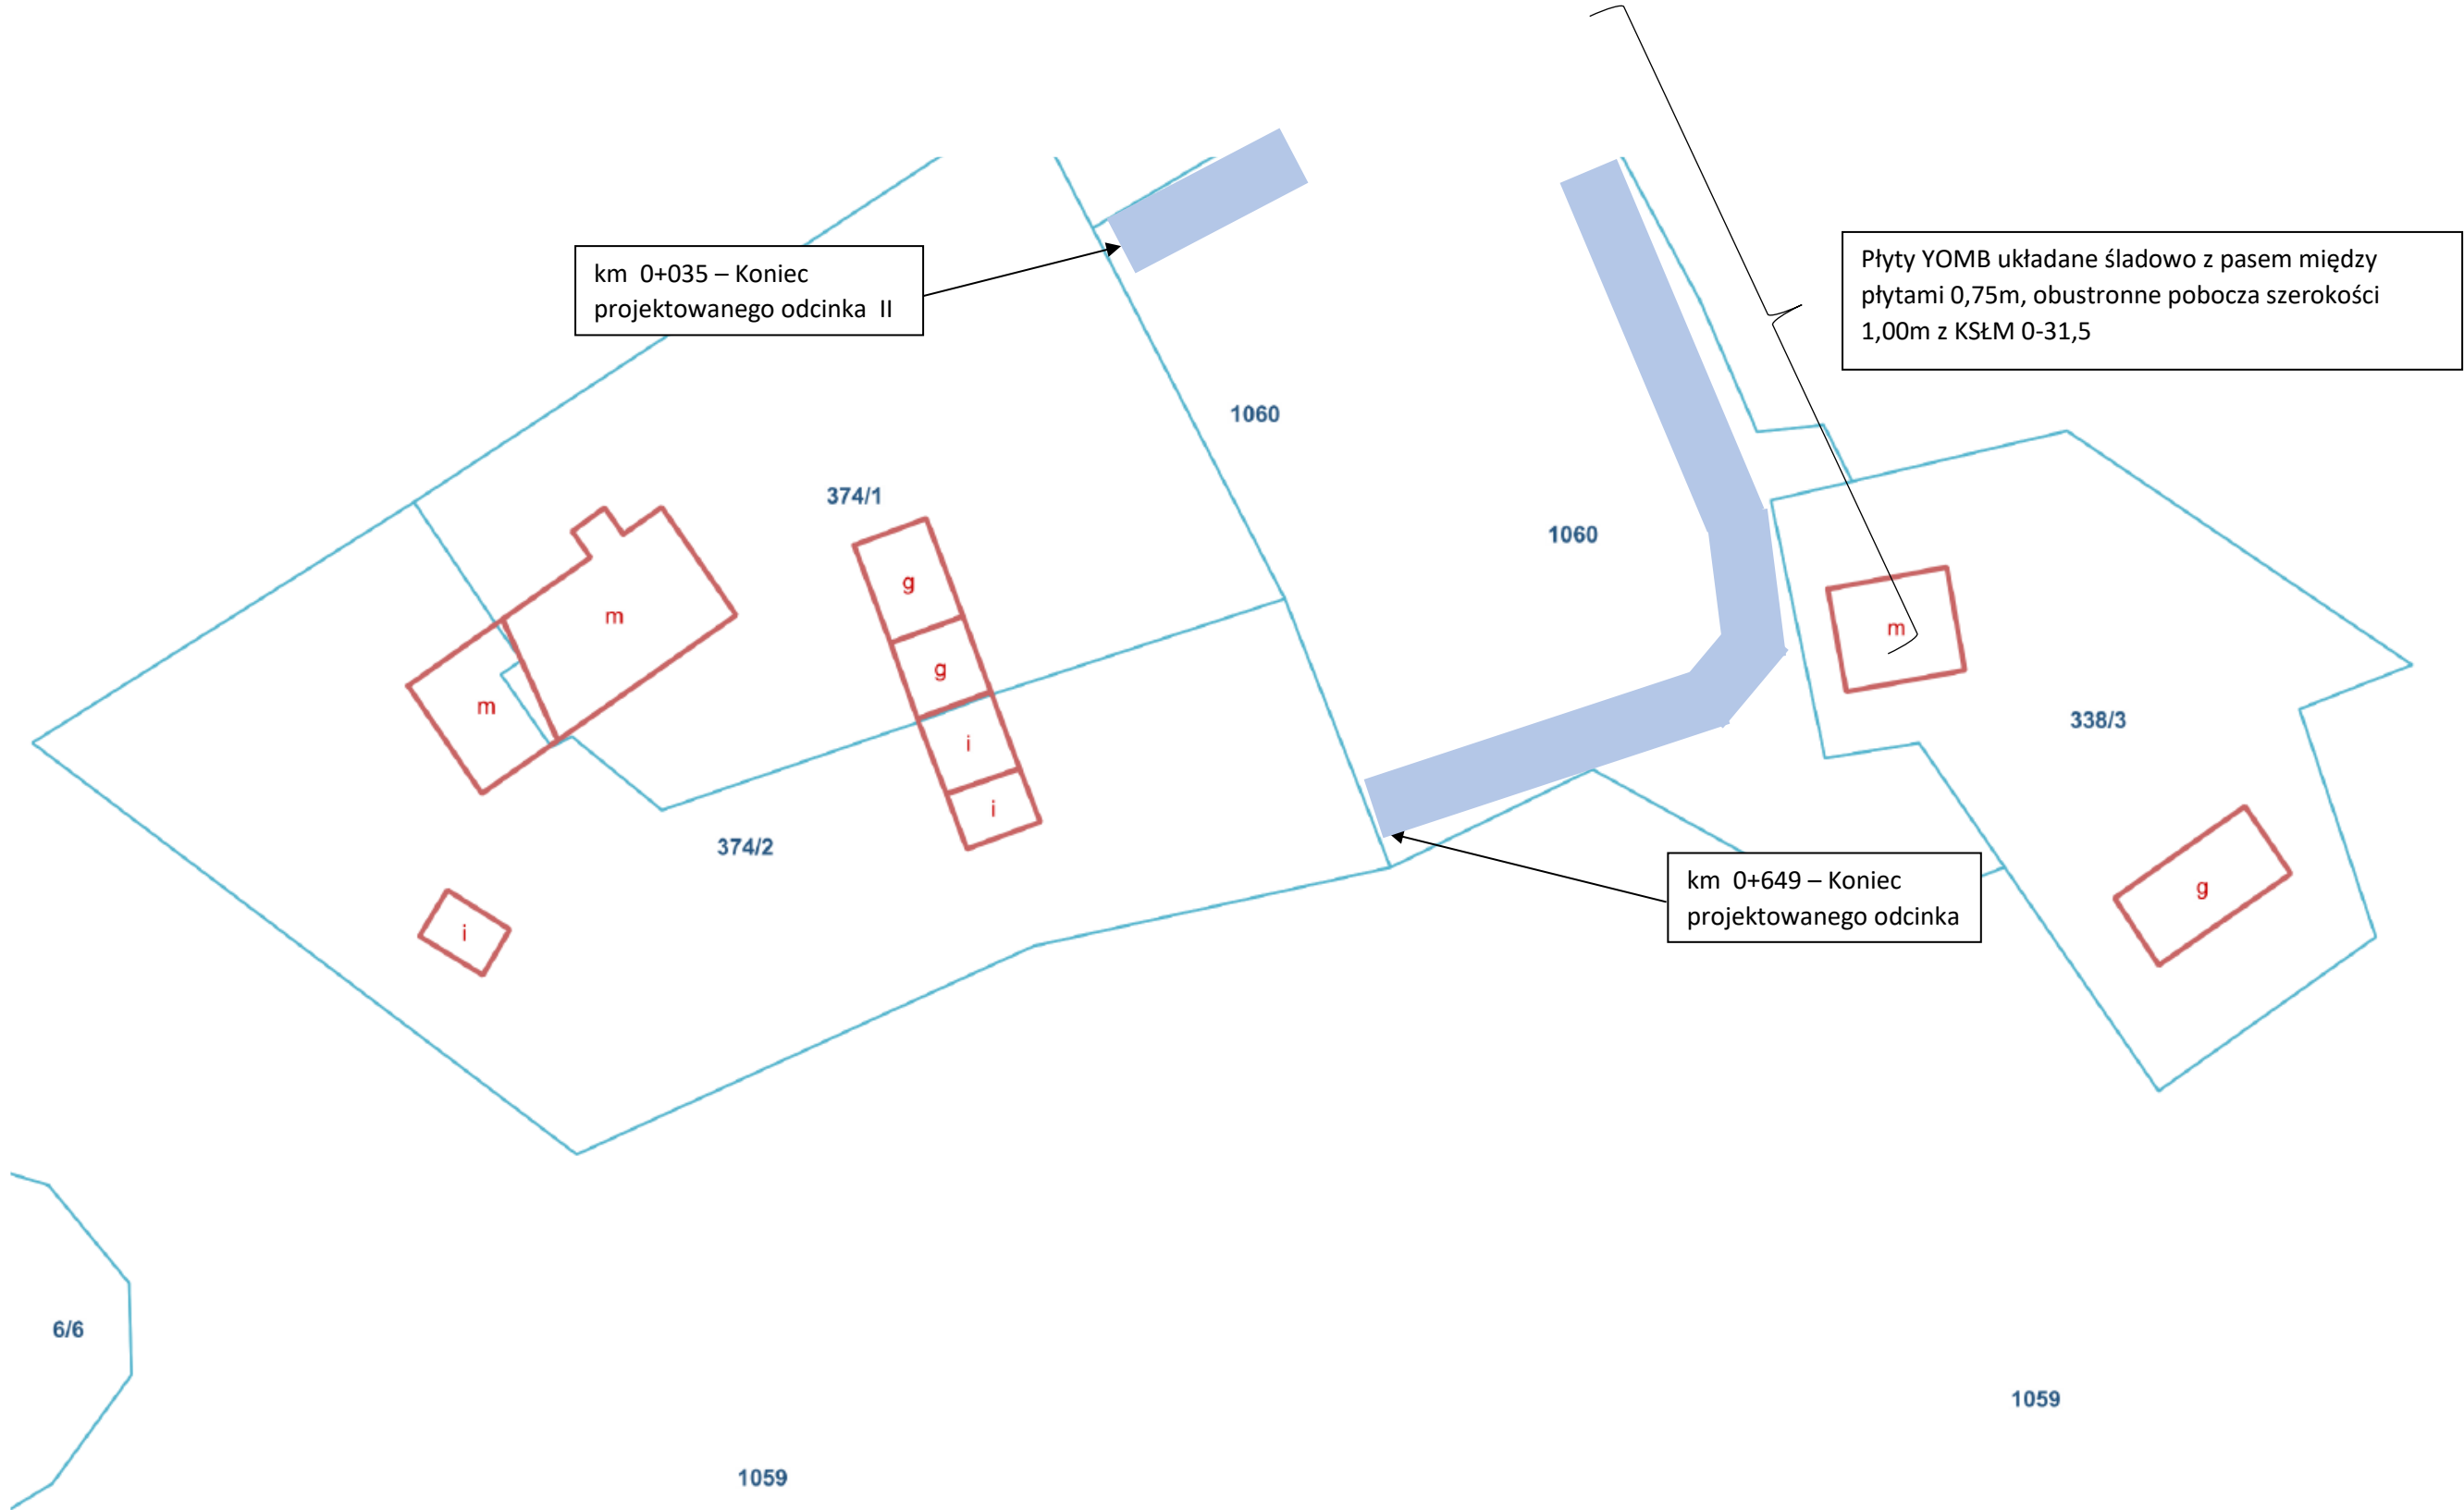 km 0+035 – Koniec
projektowanego odcinka II
Płyty YOMB układane śladowo z pasem między
płytami 0,75m, obustronne pobocza szerokości
1,00m z KSŁM 0-31,5
1060
374/1
1060
g
m
m
g
m
338/3
i
i
374/2
km 0+649 – Koniec
projektowanego odcinka
g
i
6/6
1059
1059